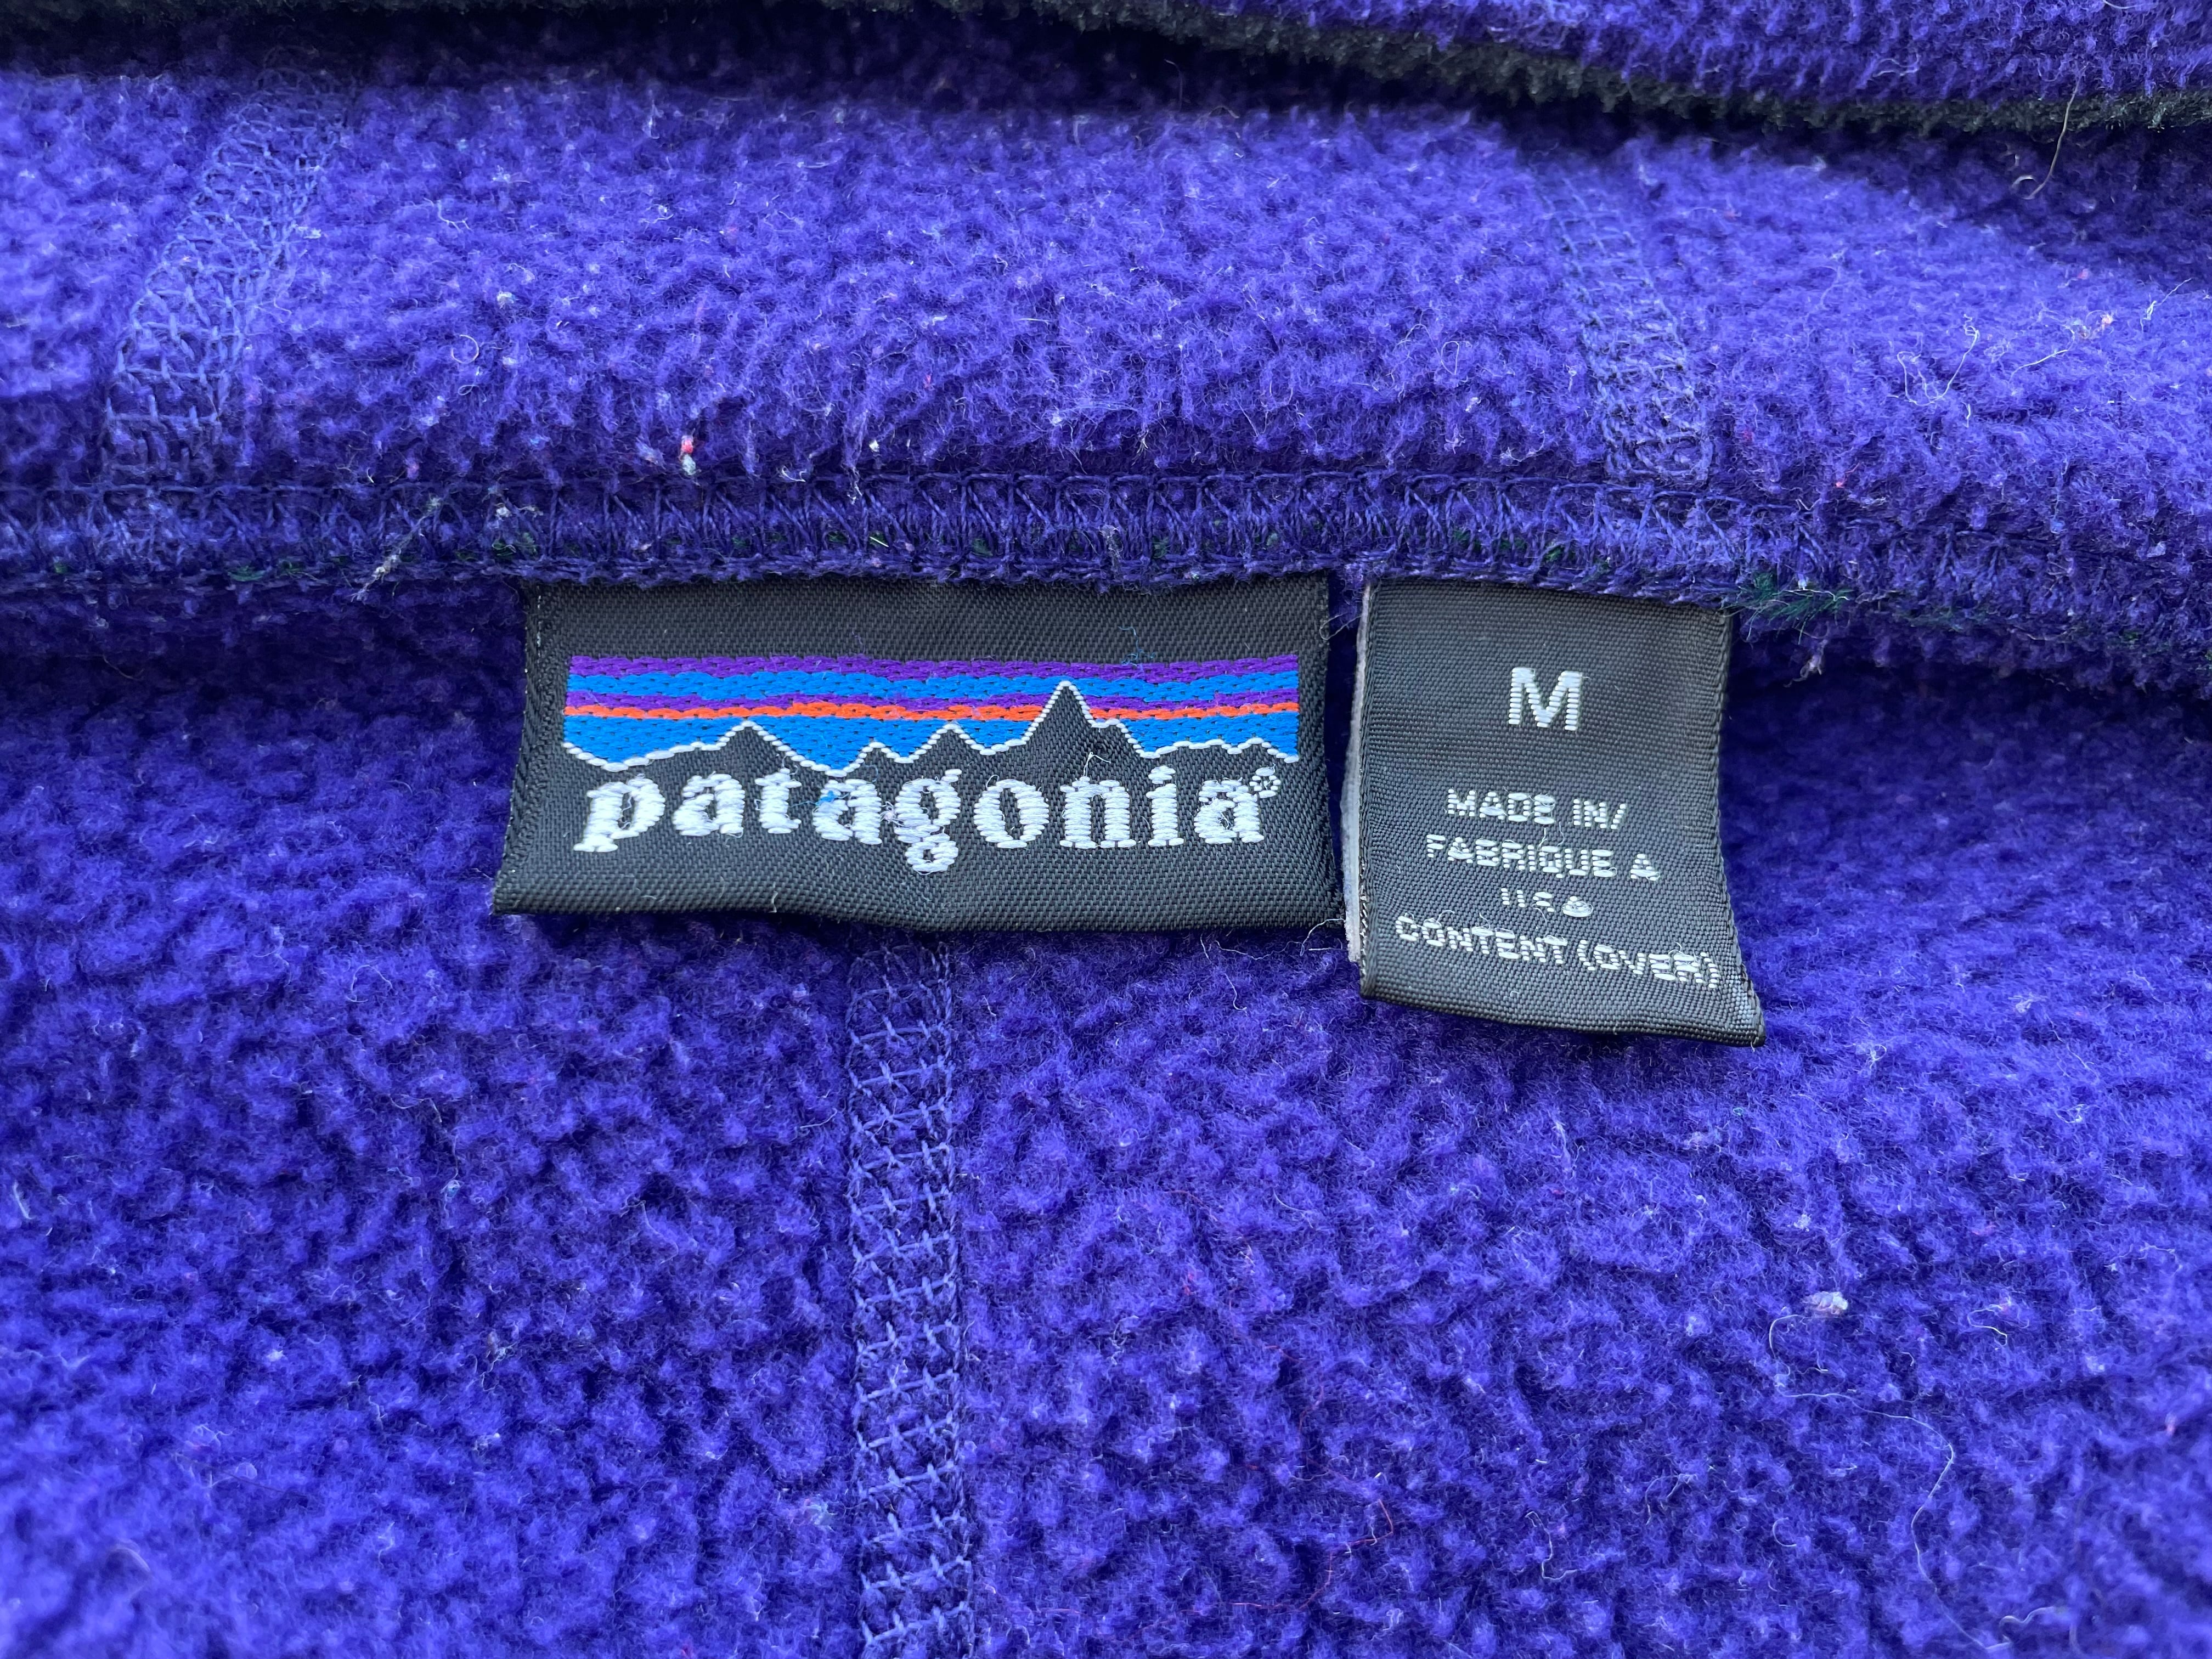 patagonia®
M
MADE IN/
FABRIQUE A
U.S.A
CONTENT (OVER)